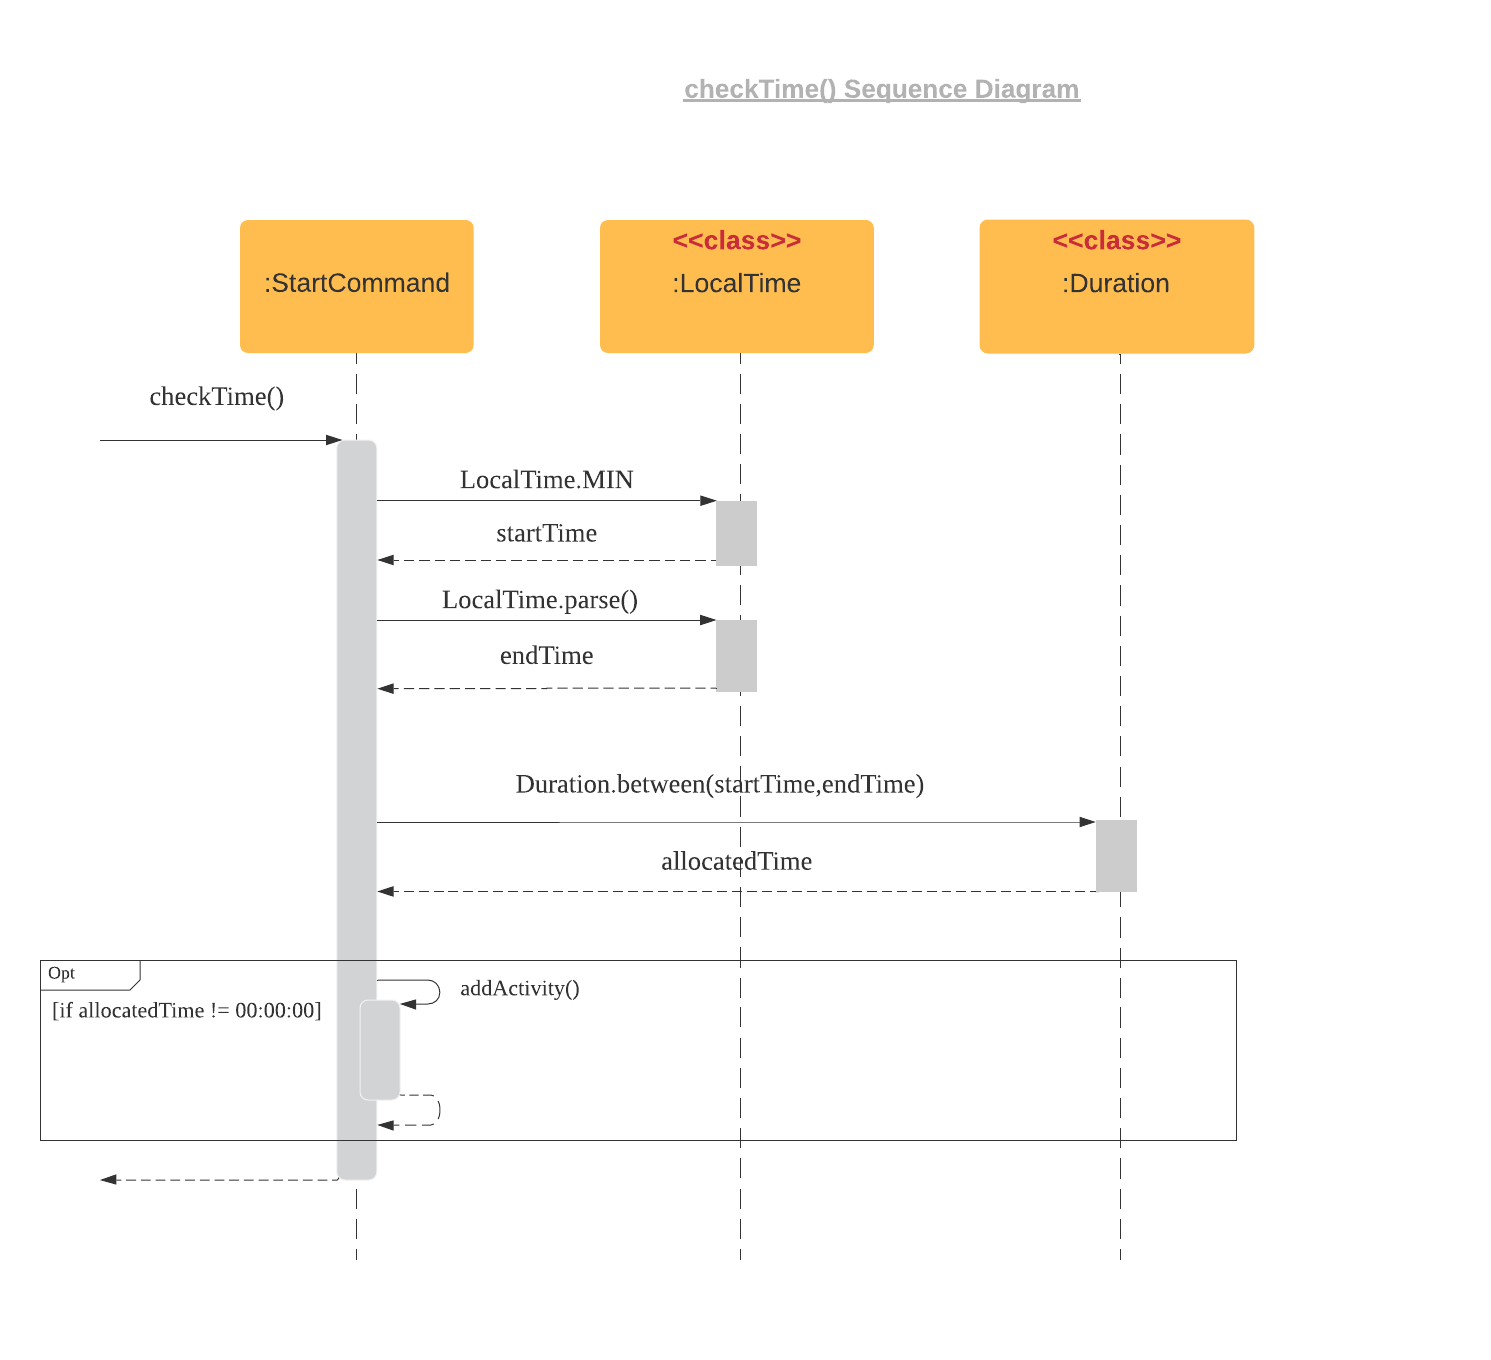 checkTime() Sequence Diagram
:StartCommand
<<class>>
:LocalTime
<<class>>
:Duration
checkTime()
LocalTime.MIN
startTime
LocalTime.parse()
endTime
Duration.between(startTime,endTime)
allocatedTime
Opt
[if allocatedTime != 00:00:00]
addActivity()